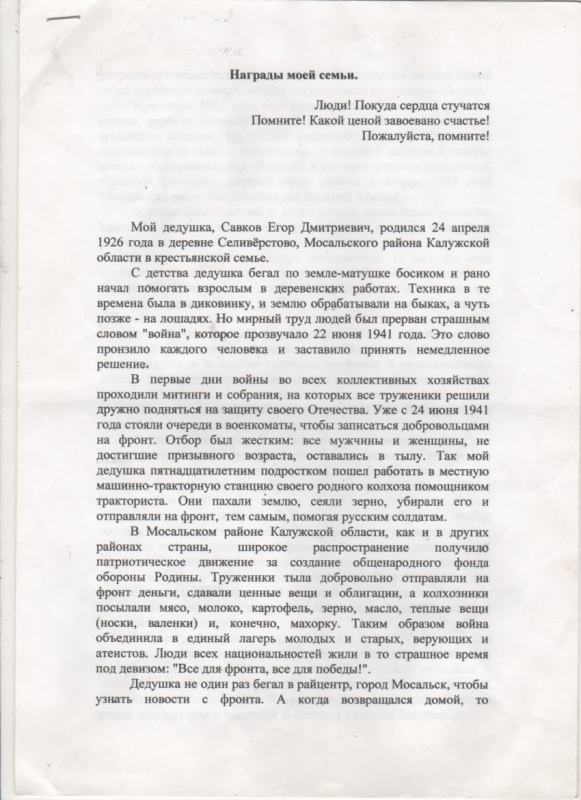 Награды моей семьи.
Люди! Покуда сердца стучатся
Помните! Какой ценой завоевано счастье!
Пожалуйста, помните!
Мой дедушка, Савков Егор Дмитриевич, родился 24 апреля
1926 года в деревне Селивёрстово, Мосальского района Калужской
области в крестьянской семье.
С детства дедушка бегал по земле-матушке босиком и рано
начал помогать взрослым в деревенских работах. Техника в те
времена была в диковинку, и землю обрабатывали на быках, а чуть
позже - на лошадях. Но мирный труд людей был прерван страшным
словом "война", которое прозвучало 22 июня 1941 года. Это слово
пронзило каждого человека и заставило принять немедленное
решение.
В первые дни войны во всех коллективных хозяйствах
проходили митинги и собрания, на которых все труженики решили
дружно подняться на защиту своего Отечества. Уже с 24 июня 1941
года стояли очереди в военкоматы, чтобы записаться добровольцами
на фронт. Отбор был жестким: все мужчины и женщины, не
достигшие призывного возраста, оставались в тылу. Так мой
дедушка пятнадцатилетним подростком пошел работать в местную
машинно-тракторную станцию своего родного колхоза помощником
тракториста. Они пахали землю, сеяли зерно, убирали его и
отправляли на фронт, тем самым, помогая русским солдатам.
В Мосальском районе Калужской области, как и в других
районах страны, широкое распространение получило
патриотическое движение за создание общенародного фонда
обороны Родины. Труженики тыла добровольно отправляли на
фронт деньги, сдавали ценные вещи и облигации, а колхозники
посылали мясо, молоко, картофель, зерно, масло, теплые вещи
(носки, валенки) и, конечно, махорку. Таким образом война
объединила в единый лагерь молодых и старых, верующих и
атеистов. Люди всех национальностей жили в то страшное время
под девизом: "Все для фронта, все для победы!".
Дедушка не один раз бегал в райцентр, город Мосальск, чтобы
узнать новости с фронта. А когда возвращался домой, то